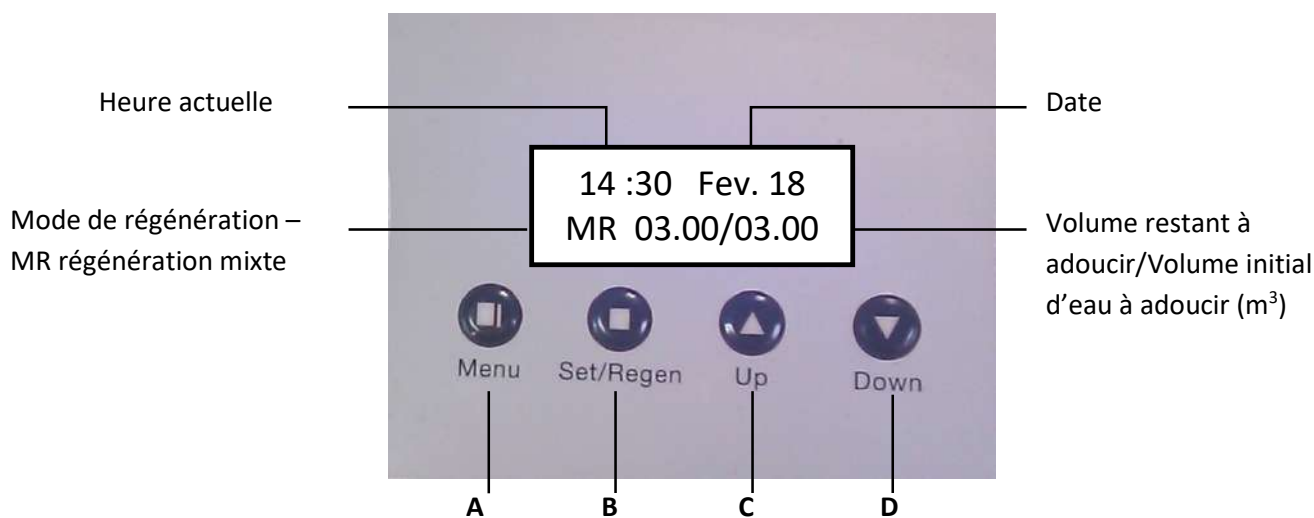 Heure actuelle
Date
14 :30 Fev. 18
MR 03.00/03.00
Mode de régénération –
MR régénération mixte
Volume restant à
adoucir/Volume initial
d'eau à adoucir (m³)
Menu
Set/Regen
Up
Down
A
B
C
D